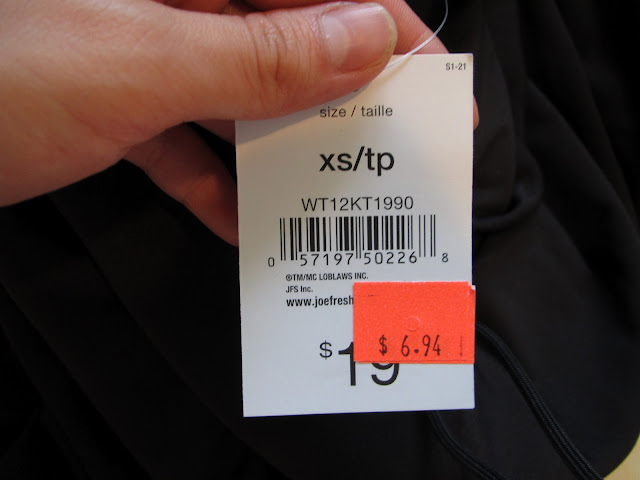 S1-21
size / taille
xs/tp
WT12KT1990
0 57197 50226 8
®TM/MC LOBLAWS INC.
JFS Inc.
www.joefresh
$ 6.94
$19